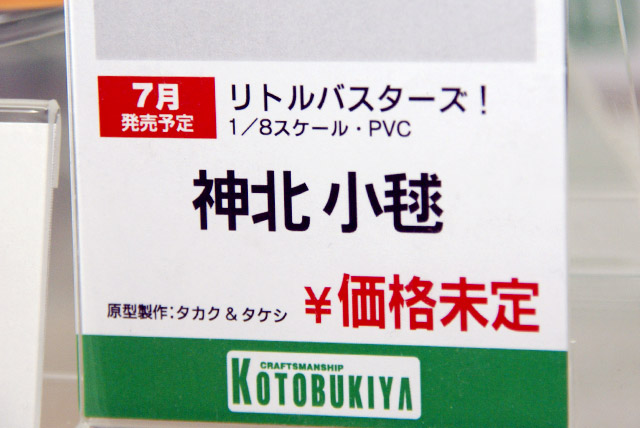 7月
発売予定
リトルバスターズ！
1／8スケール・PVC
神北 小毬
原型製作：タカク＆タケシ
￥価格未定
CRAFTSMANSHIP
KOTOBUKIYA